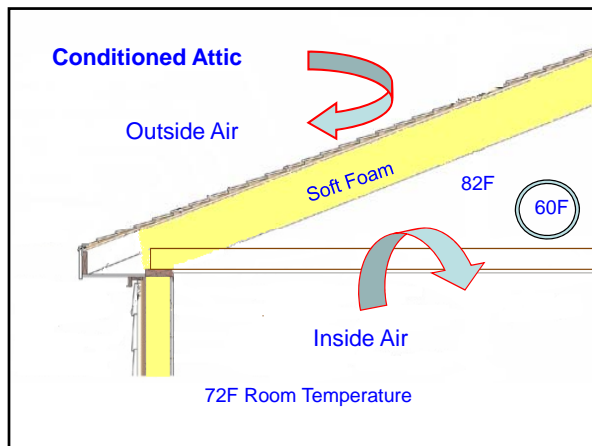 Conditioned Attic
Outside Air
Soft Foam
82F
60F
Inside Air
72F Room Temperature